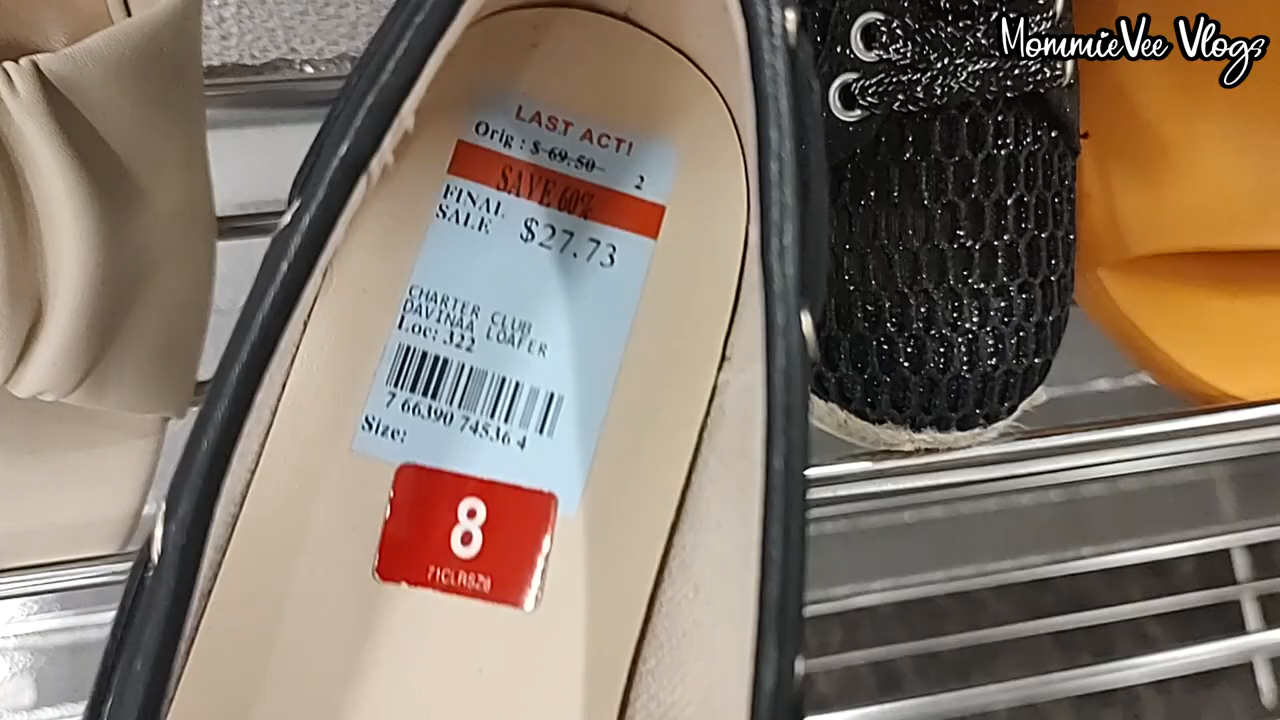 MommieVee Vlogs
LAST ACT!
Orig : $ 69.50
2
SAVE 60%
FINAL
SALE
$27.73
CHARTER CLUB
DAVINAA LOAFER
Loc: 322
7 66390 74536 4
Size:
8
71CLRSZ8